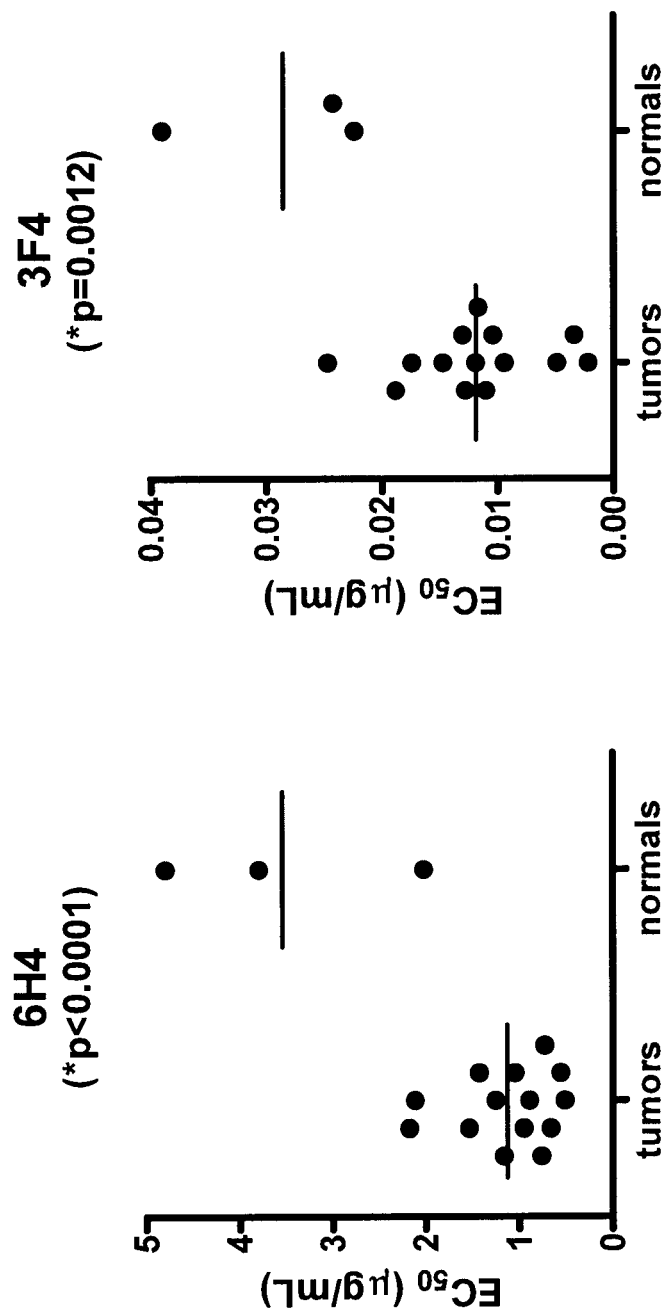 6H4
(*p<0.0001)
EC50 (μg/mL)
5
4
3
2
1
0
tumors
normals
3F4
(*p=0.0012)
EC50 (μg/mL)
0.04
0.03
0.02
0.01
0.00
tumors
normals